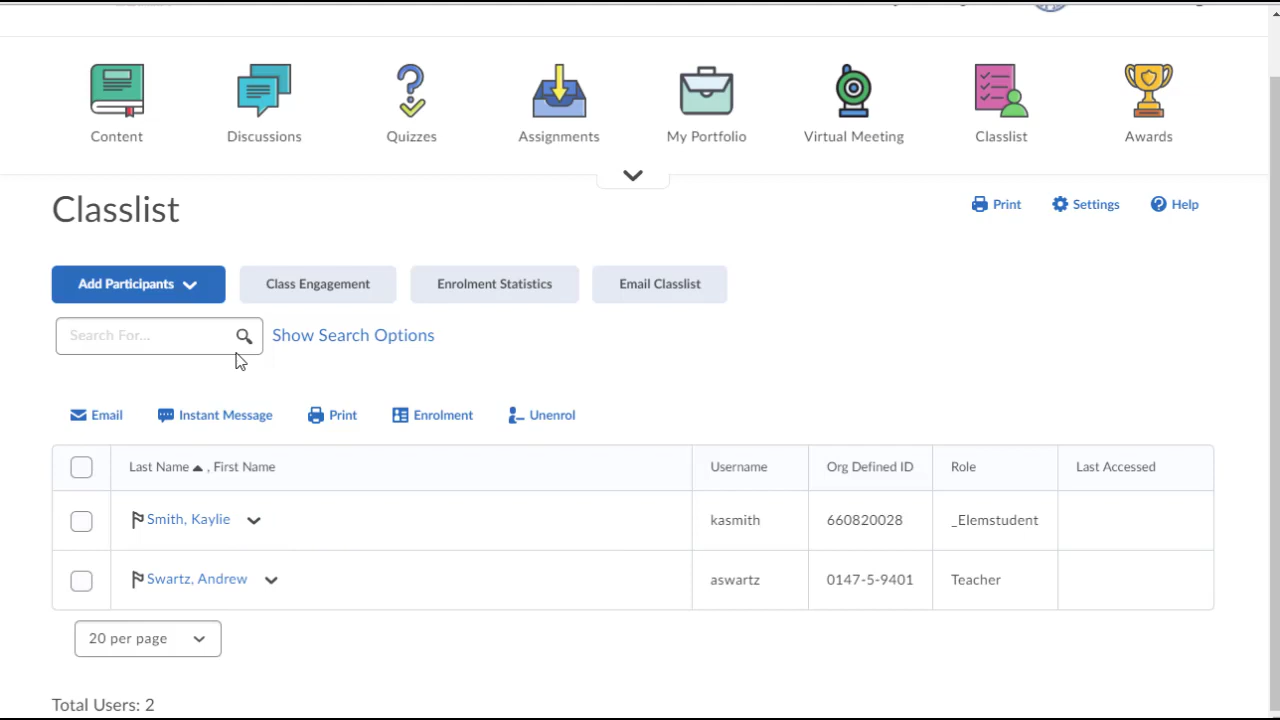 Content Discussions Quizzes Assignments My Portfolio Virtual Meeting Classlist Awards
Classlist
Print Settings Help
Add Participants Class Engagement Enrolment Statistics Email Classlist
Search For... Show Search Options
Email Instant Message Print Enrolment Unenrol
Last Name , First Name Username Org Defined ID Role Last Accessed
Smith, Kaylie kasmith 660820028 _Elemstudent
Swartz, Andrew aswartz 0147-5-9401 Teacher
20 per page
Total Users: 2